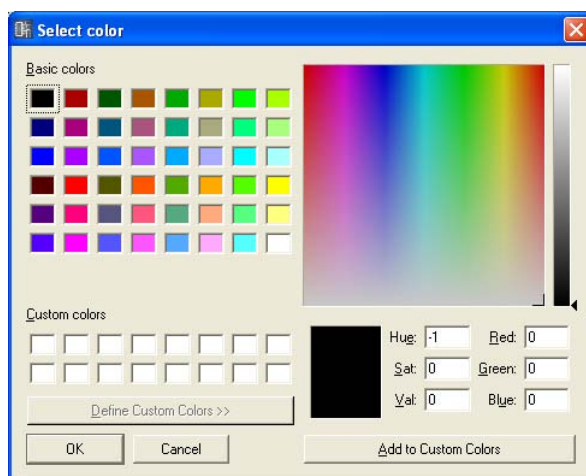 Select color
Basic colors
Custom colors
Define Custom Colors >>
OK
Cancel
Hue: -1
Red: 0
Sat: 0
Green: 0
Val: 0
Blue: 0
Add to Custom Colors